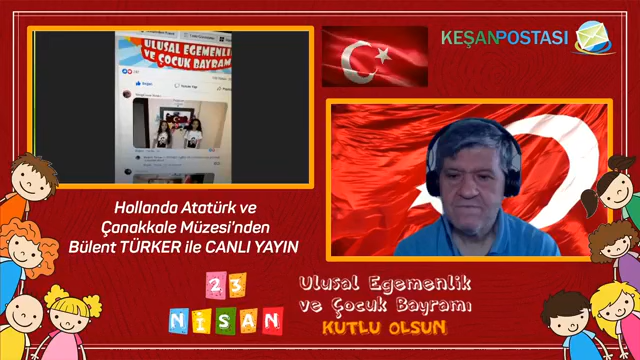 KEŞANPOSTASI
ULUSAL EGEMENLİK
VE ÇOCUK BAYRAM
Hollanda Atatürk ve
Çanakkale Müzesi'nden
Bülent TÜRKER ile CANLI YAYIN
23
NİSAN
Ulusal Egemenlik
ve Çocuk Bayramı
KUTLU OLSUN